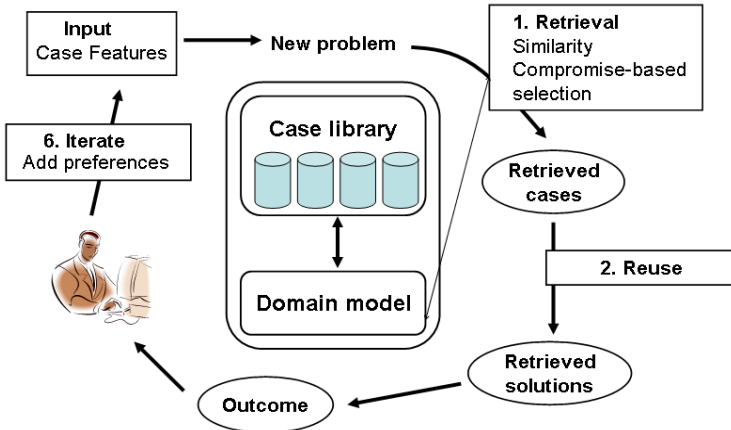 Input
Case Features
New problem
1. Retrieval
Similarity
Compromise-based
selection
6. Iterate
Add preferences
Case library
Retrieved
cases
2. Reuse
Domain model
Retrieved
solutions
Outcome